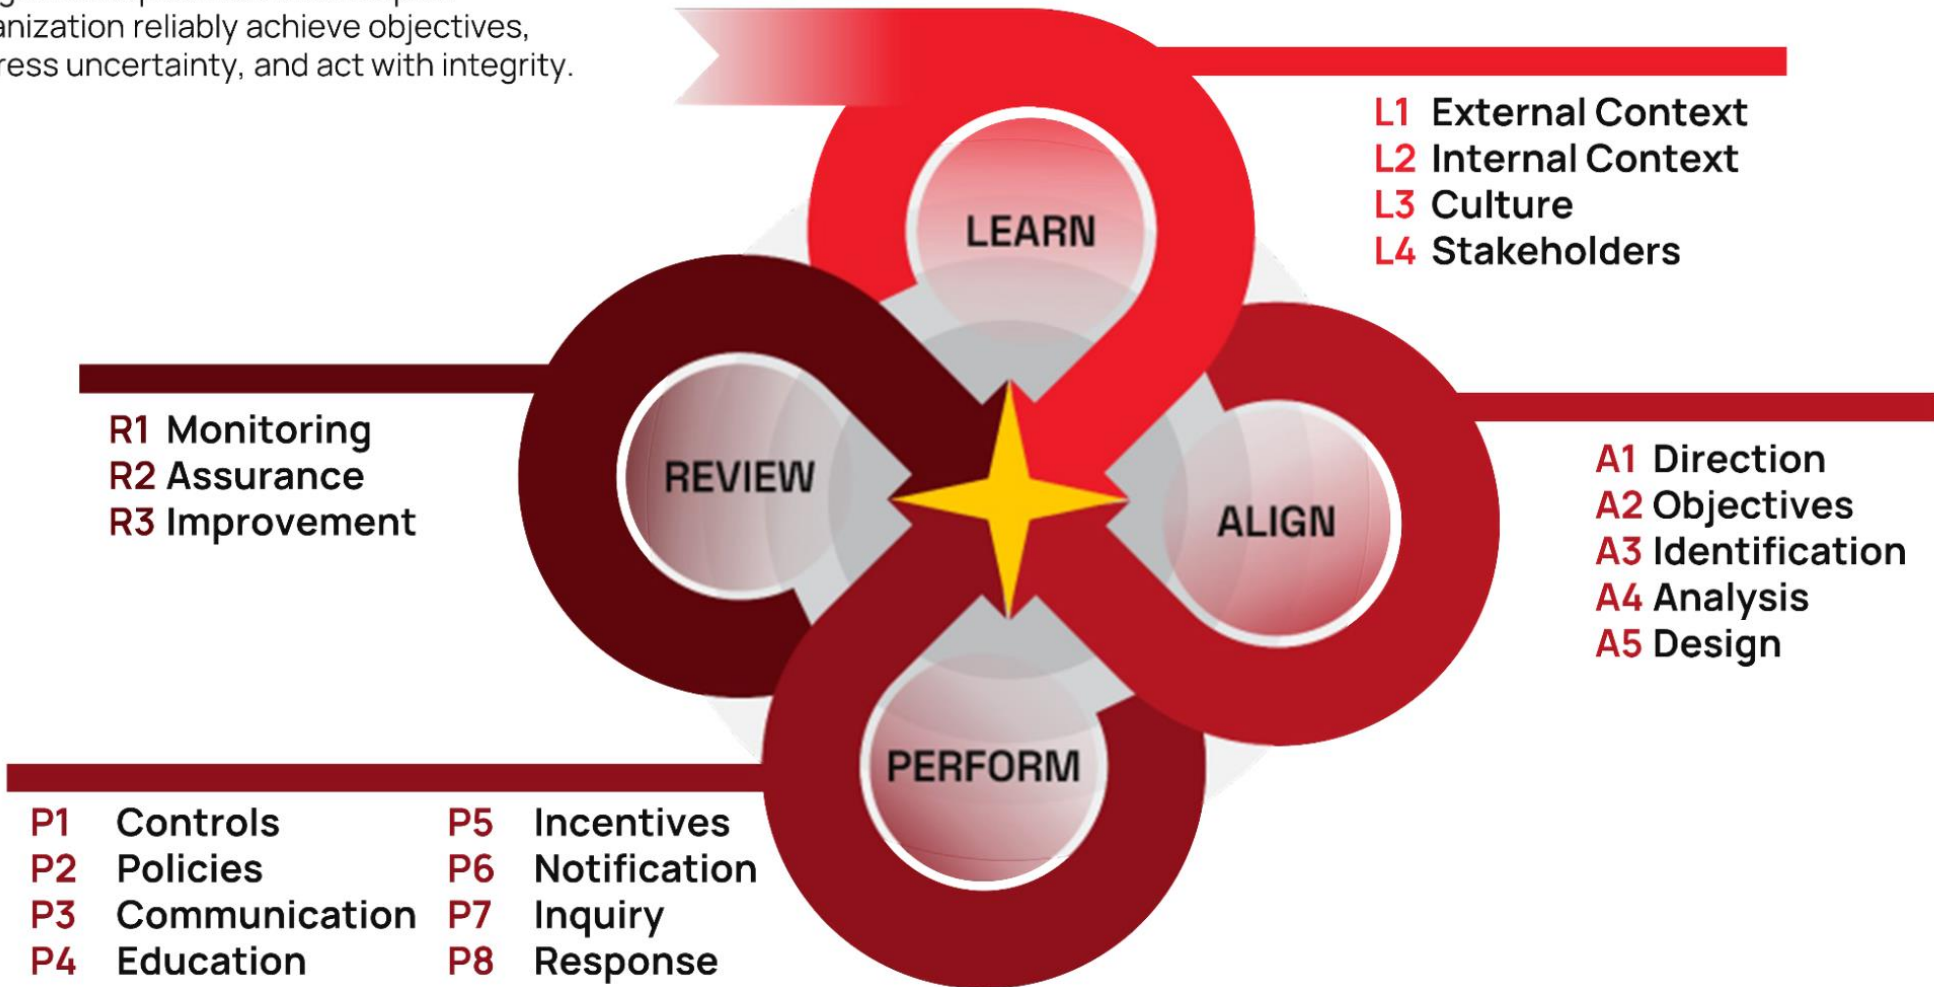 anization reliably achieve objectives,
ress uncertainty, and act with integrity.
LEARN
L1 External Context
L2 Internal Context
L3 Culture
L4 Stakeholders
REVIEW
R1 Monitoring
R2 Assurance
R3 Improvement
ALIGN
A1 Direction
A2 Objectives
A3 Identification
A4 Analysis
A5 Design
PERFORM
P1 Controls
P2 Policies
P3 Communication
P4 Education
P5 Incentives
P6 Notification
P7 Inquiry
P8 Response